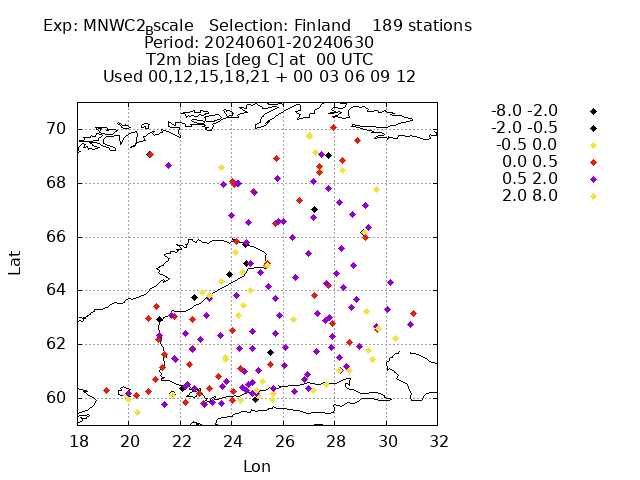 Exp: MNWC2_Bscale   Selection: Finland    189 stations
Period: 20240601-20240630
T2m bias [deg C] at  00 UTC
Used 00,12,15,18,21 + 00 03 06 09 12
-8.0 -2.0
-2.0 -0.5
-0.5 0.0
0.0 0.5
0.5 2.0
2.0 8.0
70
68
66
64
62
60
Lat
18 20 22 24 26 28 30 32
Lon